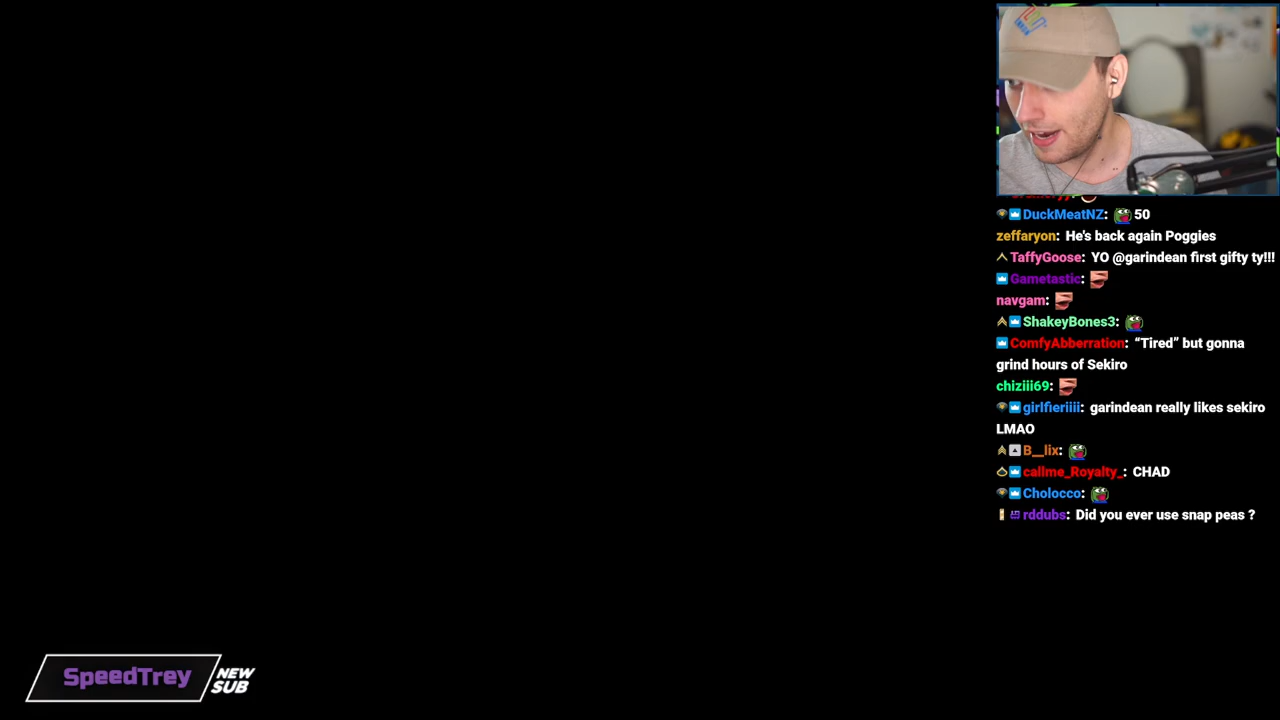 DuckMeatNZ: 50
zeffaryon: He's back again Poggies
TaffyGoose: YO @garindean first gifty ty!!!
Gametastic:
navgam:
ShakeyBones3:
ComfyAbberration: “Tired” but gonna
grind hours of Sekiro
chiziii69:
girlfieriiii: garindean really likes sekiro
LMAO
B__lix:
callme_Royalty_: CHAD
Cholocco:
rddubs: Did you ever use snap peas ?
SpeedTrey
NEW
SUB